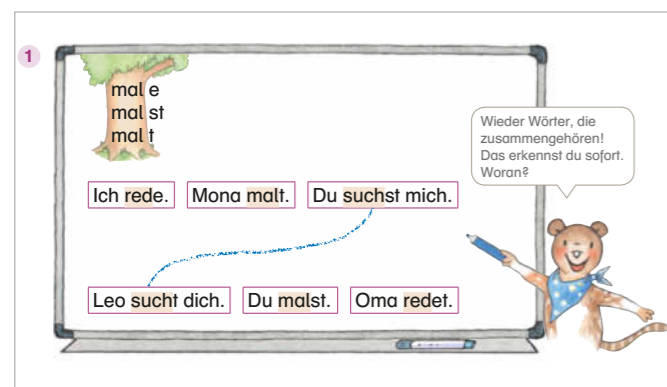 1
mal e
mal st
mal t
Wieder Wörter, die
zusammengehören!
Das erkennst du sofort.
Woran?
Ich rede. Mona malt. Du suchst mich.
Leo sucht dich. Du malst. Oma redet.